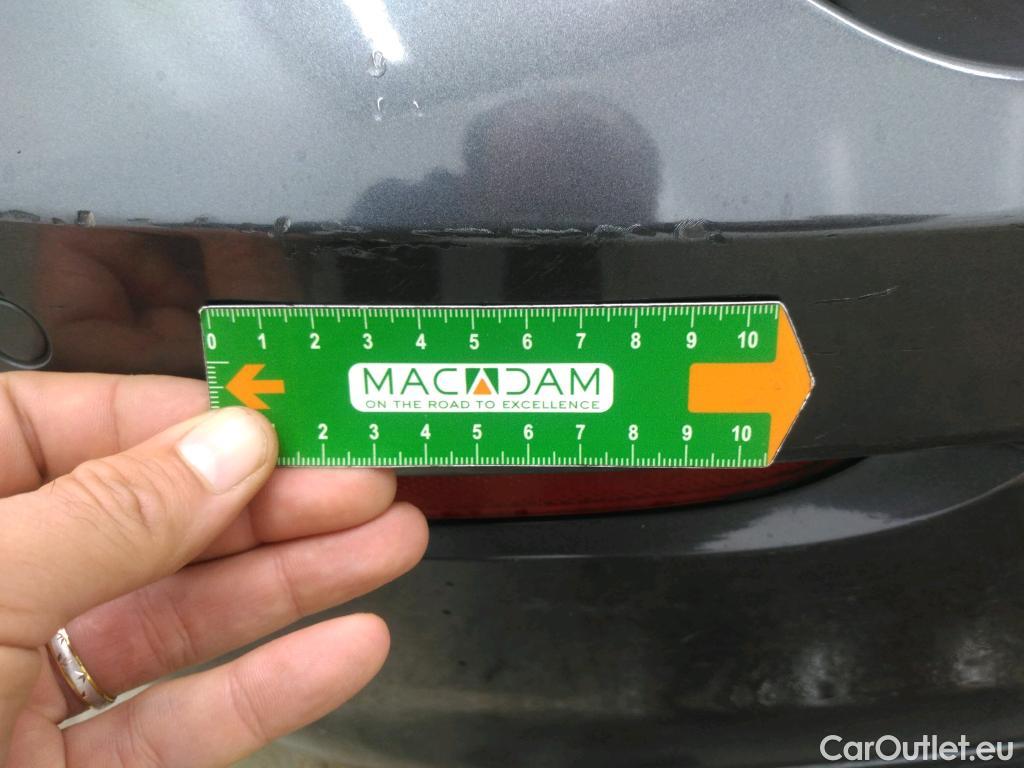 0 1 2 3 4 5 6 7 8 9 10
MACADAM
ON THE ROAD TO EXCELLENCE
2 3 4 5 6 7 8 9 10
CarOutlet.eu